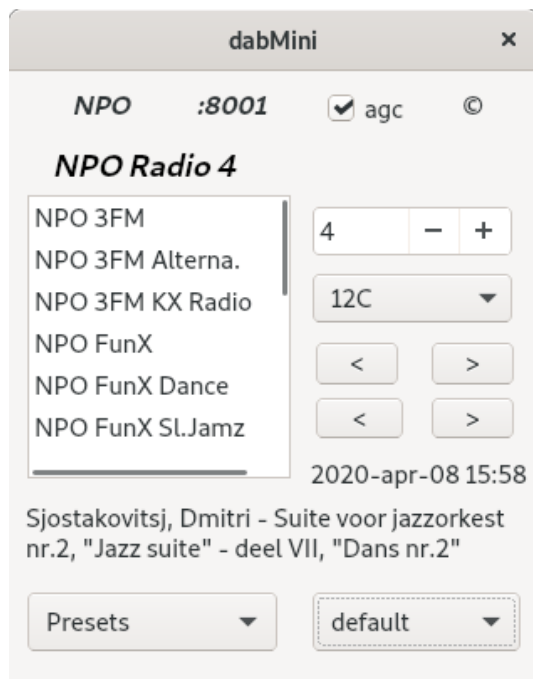 dabMini ×
NPO :8001 agc ©
NPO Radio 4
NPO 3FM
NPO 3FM Alterna.
NPO 3FM KX Radio
NPO FunX
NPO FunX Dance
NPO FunX Sl.Jamz
4 − +
12C
< >
< >
2020-apr-08 15:58
Sjostakovitsj, Dmitri - Suite voor jazzorkest
nr.2, "Jazz suite" - deel VII, "Dans nr.2"
Presets
default